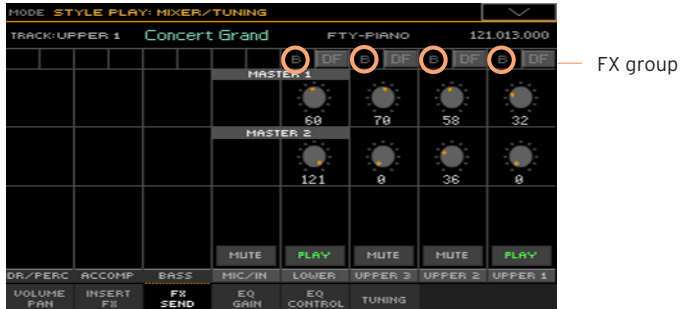 MODE STYLE PLAY: MIXER/TUNING
TRACK:UPPER 1 Concert Grand FTY-PIANO 121.013.000
B DF B DF B DF B DF FX group
MASTER 1
60 70 58 32
MASTER 2
121 0 36 0
MUTE PLAY MUTE MUTE PLAY
DR/PERC ACCOMP BASS MIC/IN LOWER UPPER 3 UPPER 2 UPPER 1
VOLUME PAN INSERT FX FX SEND EQ GAIN EQ CONTROL TUNING